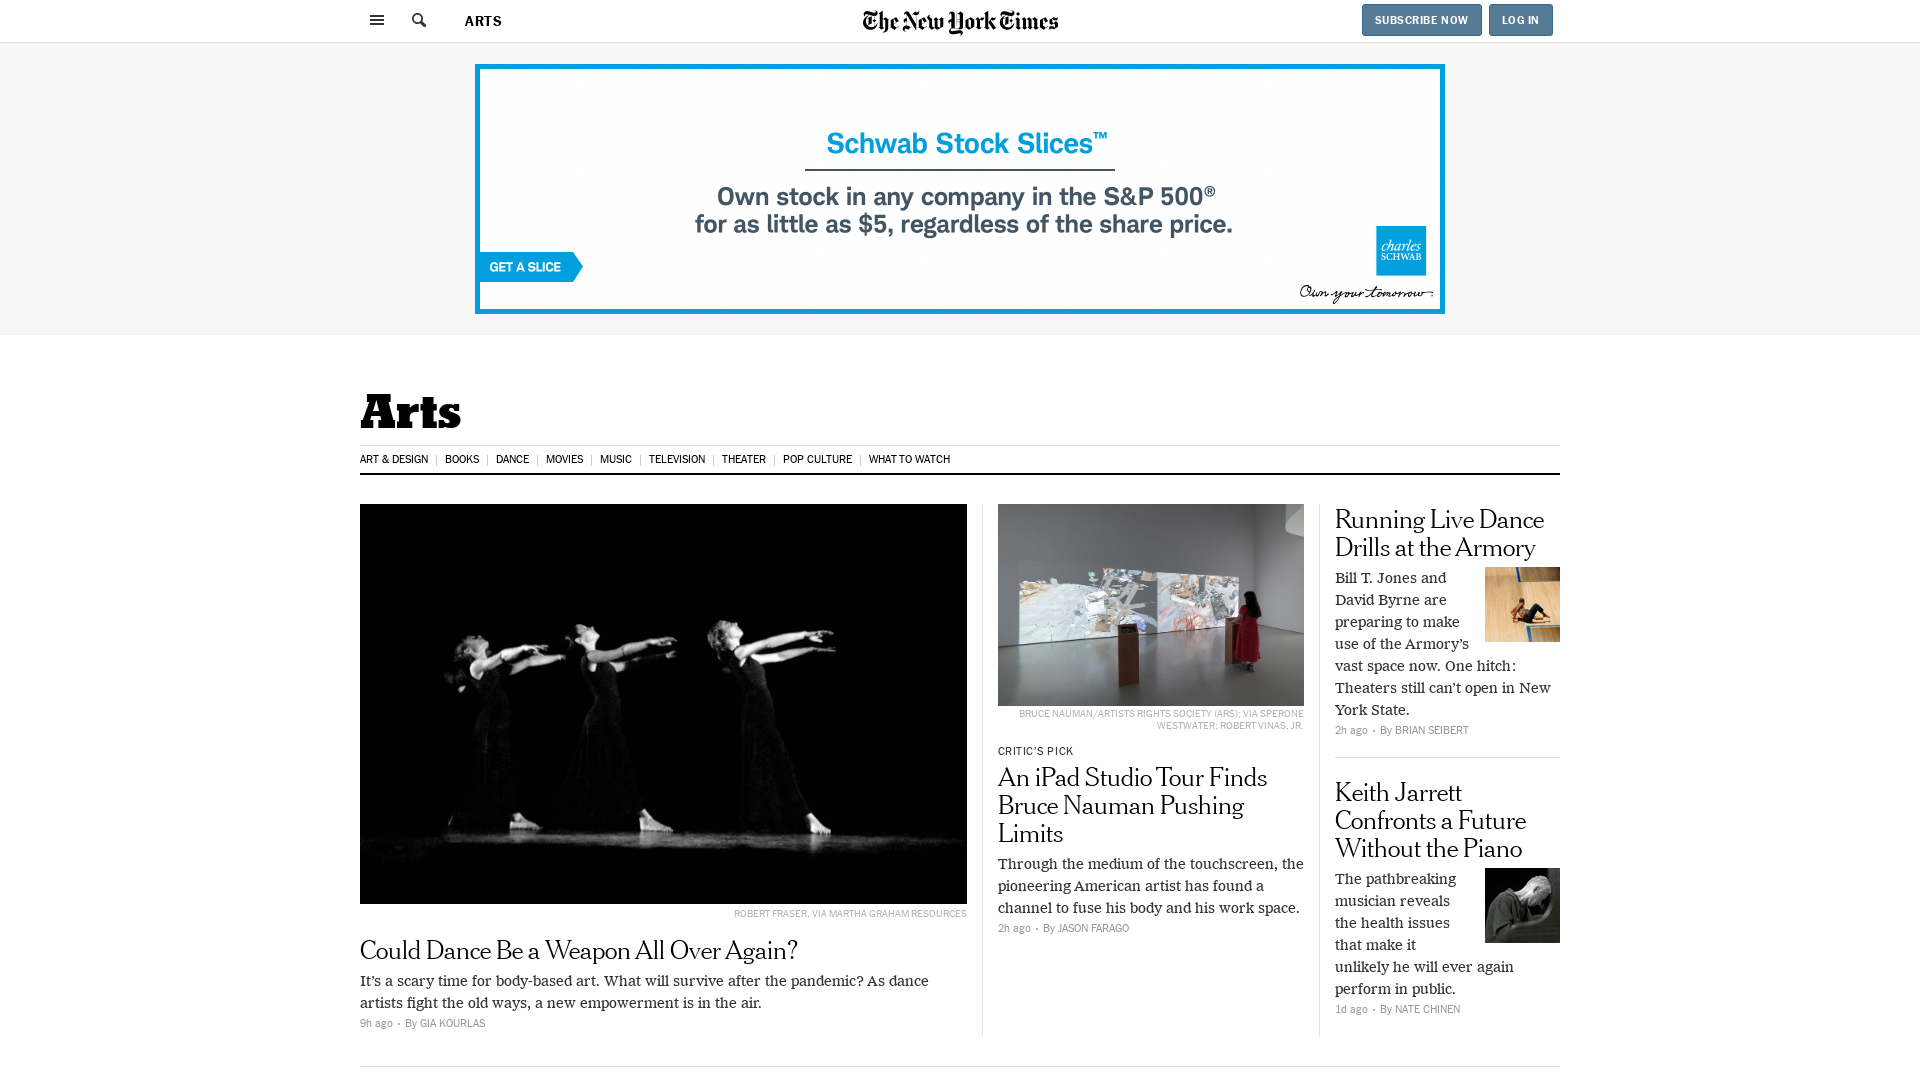 ARTS
The New York Times
SUBSCRIBE NOW
LOG IN
Schwab Stock Slices™
Own stock in any company in the S&P 500®
for as little as $5, regardless of the share price.
GET A SLICE
charles
SCHWAB
Own your tomorrow
Arts
ART & DESIGN
BOOKS
DANCE
MOVIES
MUSIC
TELEVISION
THEATER
POP CULTURE
WHAT TO WATCH
ROBERT FRASER, VIA MARTHA GRAHAM RESOURCES
Could Dance Be a Weapon All Over Again?
It’s a scary time for body-based art. What will survive after the pandemic? As dance
artists fight the old ways, a new empowerment is in the air.
9h ago • By GIA KOURLAS
BRUCE NAUMAN/ARTISTS RIGHTS SOCIETY (ARS); VIA SPERONE
WESTWATER; ROBERT VINAS, JR.
CRITIC’S PICK
An iPad Studio Tour Finds
Bruce Nauman Pushing
Limits
Through the medium of the touchscreen, the
pioneering American artist has found a
channel to fuse his body and his work space.
2h ago • By JASON FARAGO
Running Live Dance
Drills at the Armory
Bill T. Jones and
David Byrne are
preparing to make
use of the Armory’s
vast space now. One hitch:
Theaters still can’t open in New
York State.
2h ago • By BRIAN SEIBERT
Keith Jarrett
Confronts a Future
Without the Piano
The pathbreaking
musician reveals
the health issues
that make it
unlikely he will ever again
perform in public.
1d ago • By NATE CHINEN